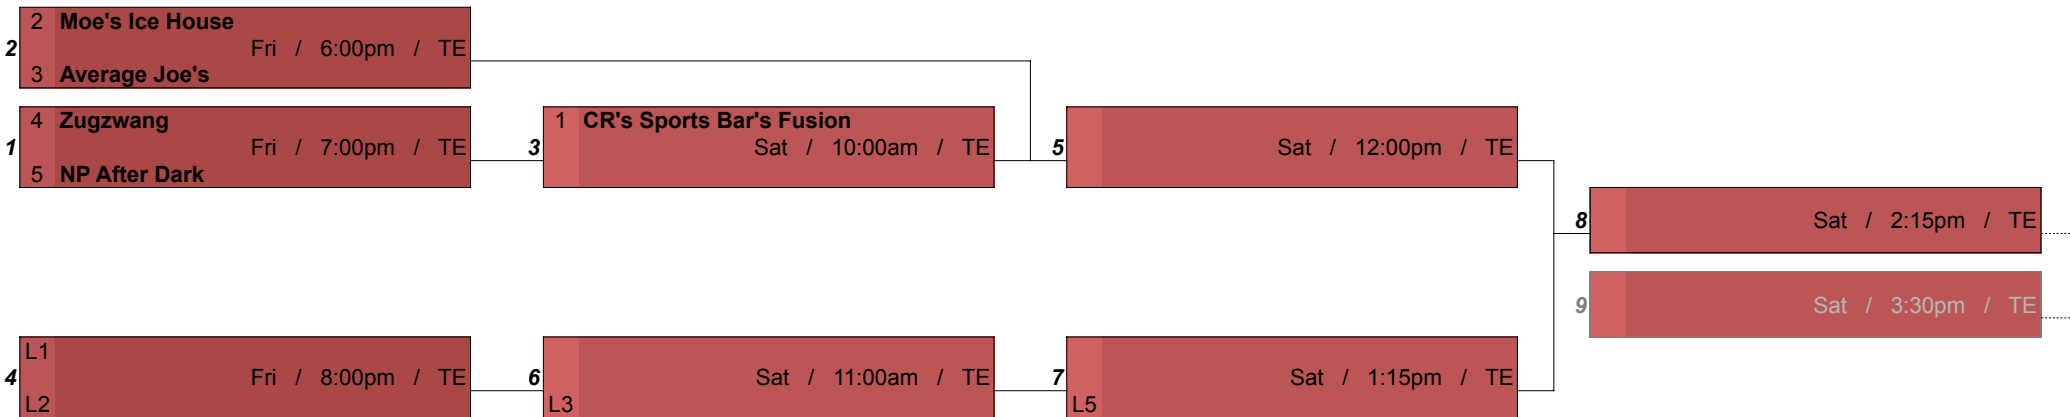 2 Moe's Ice House
2 Fri / 6:00pm / TE
3 Average Joe's
4 Zugzwang
1 Fri / 7:00pm / TE
5 NP After Dark
1 CR's Sports Bar's Fusion
3 Sat / 10:00am / TE
5 Sat / 12:00pm / TE
8 Sat / 2:15pm / TE
9 Sat / 3:30pm / TE
L1
4 Fri / 8:00pm / TE
L2
6 Sat / 11:00am / TE
L3
7 Sat / 1:15pm / TE
L5